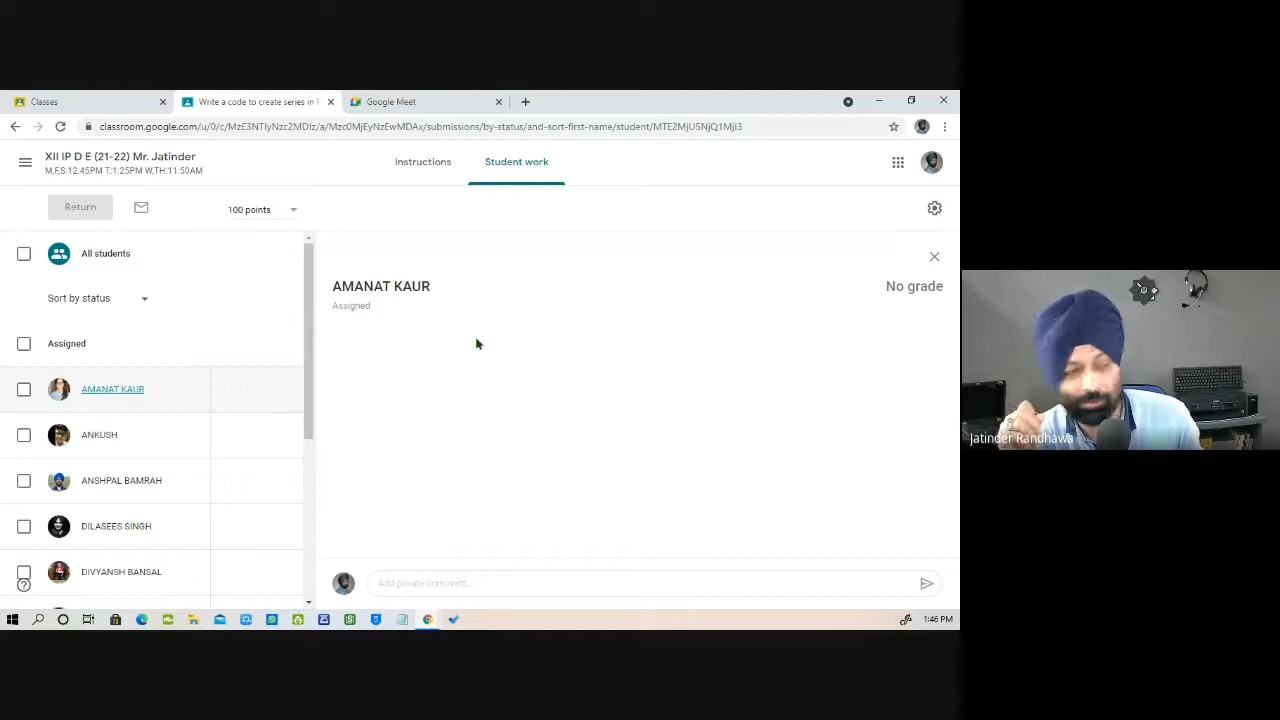 Classes
Write a code to create series in P
Google Meet
classroom.google.com/u/0/c/MzE3NTIyNzc2MDIz/a/Mzc0MjEyNzEwMDAx/submissions/by-status/and-sort-first-name/student/MTE2MjU5NjQ1MjI3
XII IP D E (21-22) Mr. Jatinder
M,F,S:12:45PM T:1:25PM W,TH:11:50AM
Instructions
Student work
Return
100 points
All students
Sort by status
Assigned
AMANAT KAUR
ANKUSH
ANSHPAL BAMRAH
DILASEES SINGH
DIVYANSH BANSAL
AMANAT KAUR
No grade
Assigned
Add private comment...
1:46 PM
Jatinder Randhawa